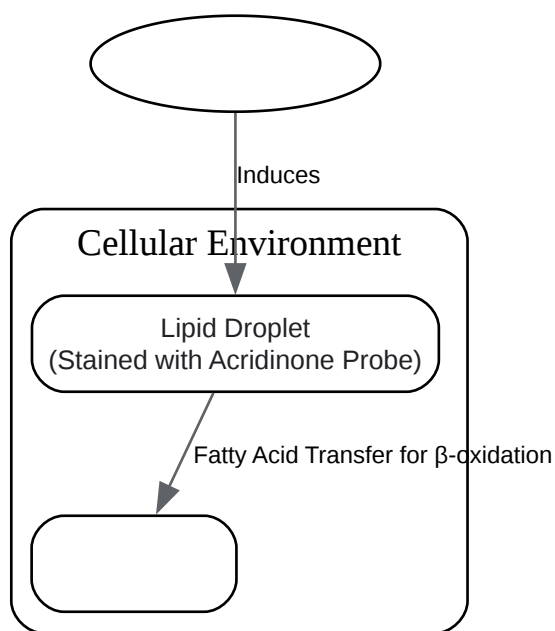 Induces
Cellular Environment
Lipid Droplet
(Stained with Acridinone Probe)
Fatty Acid Transfer for β-oxidation